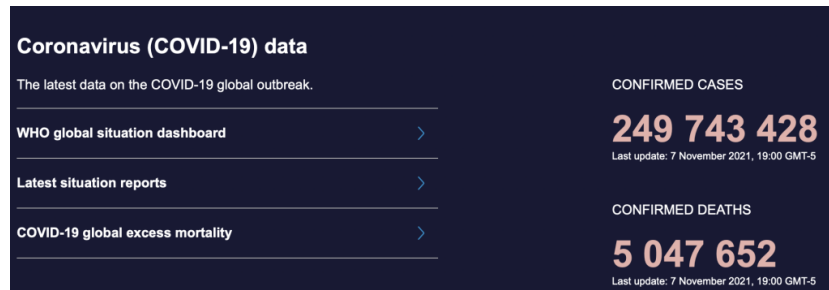 Coronavirus (COVID-19) data
The latest data on the COVID-19 global outbreak.
WHO global situation dashboard
Latest situation reports
COVID-19 global excess mortality
CONFIRMED CASES
249 743 428
Last update: 7 November 2021, 19:00 GMT-5
CONFIRMED DEATHS
5 047 652
Last update: 7 November 2021, 19:00 GMT-5